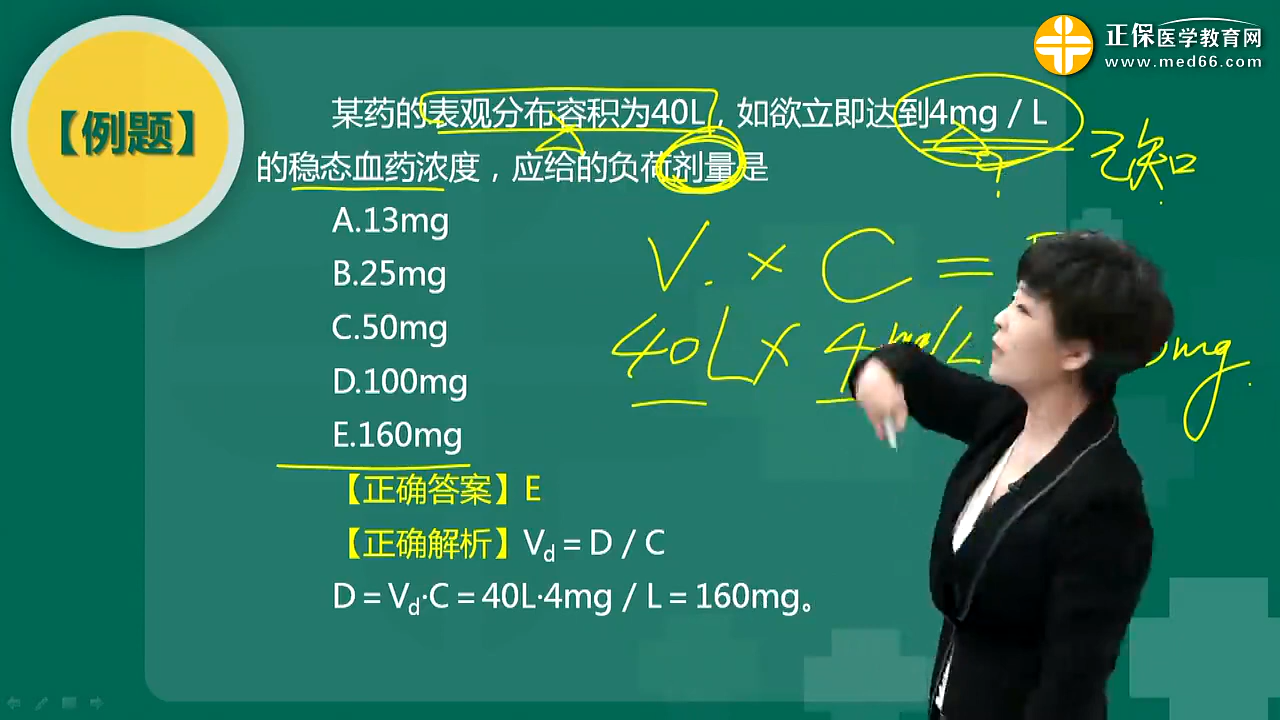 正保医学教育网
www.med66.com
【例题】
某药的表观分布容积为40L，如欲立即达到4mg／L
的稳态血药浓度，应给的负荷剂量是
已知
A.13mg
V. × C =
B.25mg
40L × 4mg/L
C.50mg
D.100mg
E.160mg
【正确答案】E
【正确解析】Vd＝D／C
D＝Vd·C＝40L·4mg／L＝160mg。